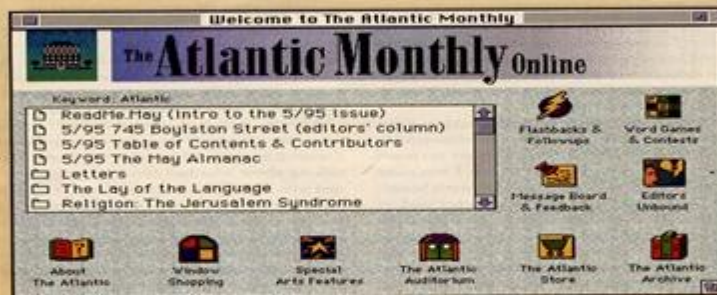 Welcome to The Atlantic Monthly
The Atlantic Monthly Online
Keyword: Atlantic
ReadMe.May (Intro to the 5/95 issue)
5/95 745 Boylston Street (editors' column)
5/95 Table of Contents & Contributors
5/95 The May Almanac
Letters
The Lay of the Language
Religion: The Jerusalem Syndrome
Flashbacks &
Followups
Word Games
& Contests
Message Board
& Feedback
Editors
Unbound
About
The Atlantic
Window
Shopping
Special
Arts Features
The Atlantic
Auditorium
The Atlantic
Store
The Atlantic
Archive